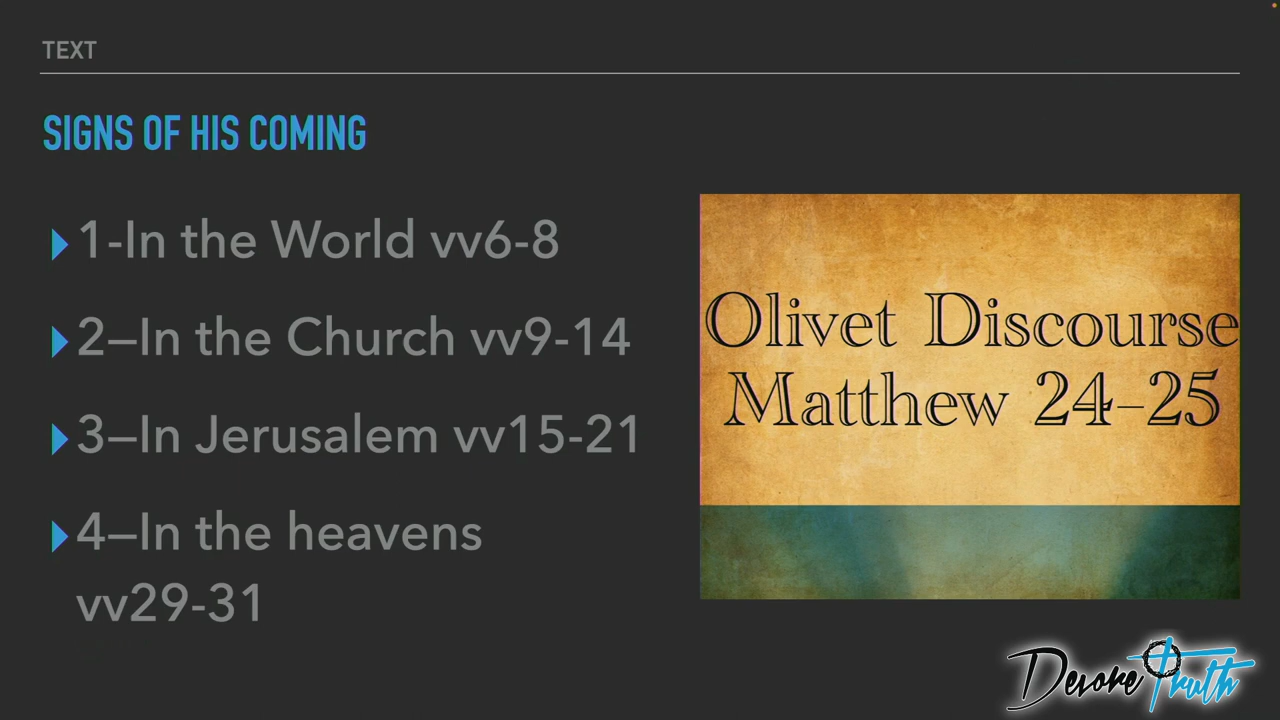 TEXT
SIGNS OF HIS COMING
1-In the World vv6-8
2—In the Church vv9-14
3—In Jerusalem vv15-21
4—In the heavens
vv29-31
Olivet Discourse
Matthew 24-25
Devore Truth